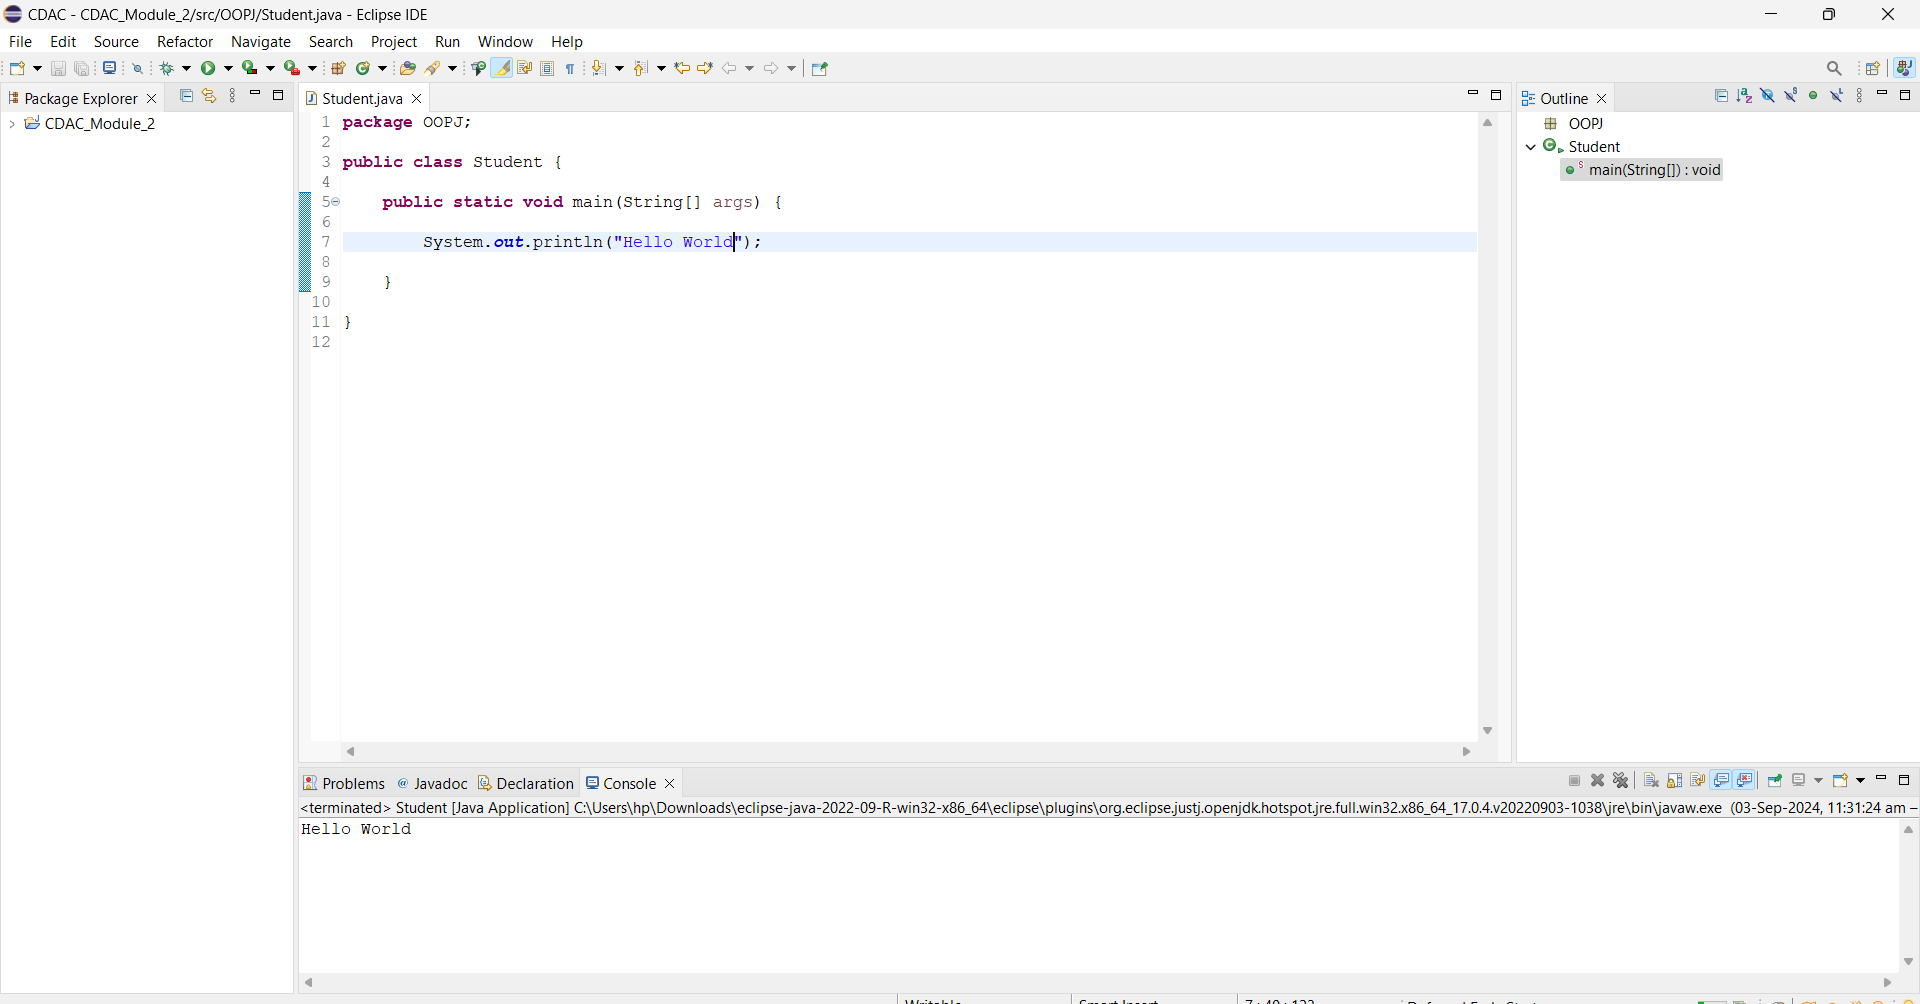 CDAC - CDAC_Module_2/src/OOPJ/Student.java - Eclipse IDE
File Edit Source Refactor Navigate Search Project Run Window Help
Package Explorer
CDAC_Module_2
Student.java
1 package OOPJ;
2
3 public class Student {
4
5 public static void main(String[] args) {
6
7 System.out.println("Hello World");
8
9 }
10
11 }
12
Outline
OOPJ
Student
main(String[]) : void
Problems @ Javadoc Declaration Console
<terminated> Student [Java Application] C:\Users\hp\Downloads\eclipse-java-2022-09-R-win32-x86_64\eclipse\plugins\org.eclipse.justj.openjdk.hotspot.jre.full.win32.x86_64_17.0.4.v20220903-1038\jre\bin\javaw.exe (03-Sep-2024, 11:31:24 am –
Hello World